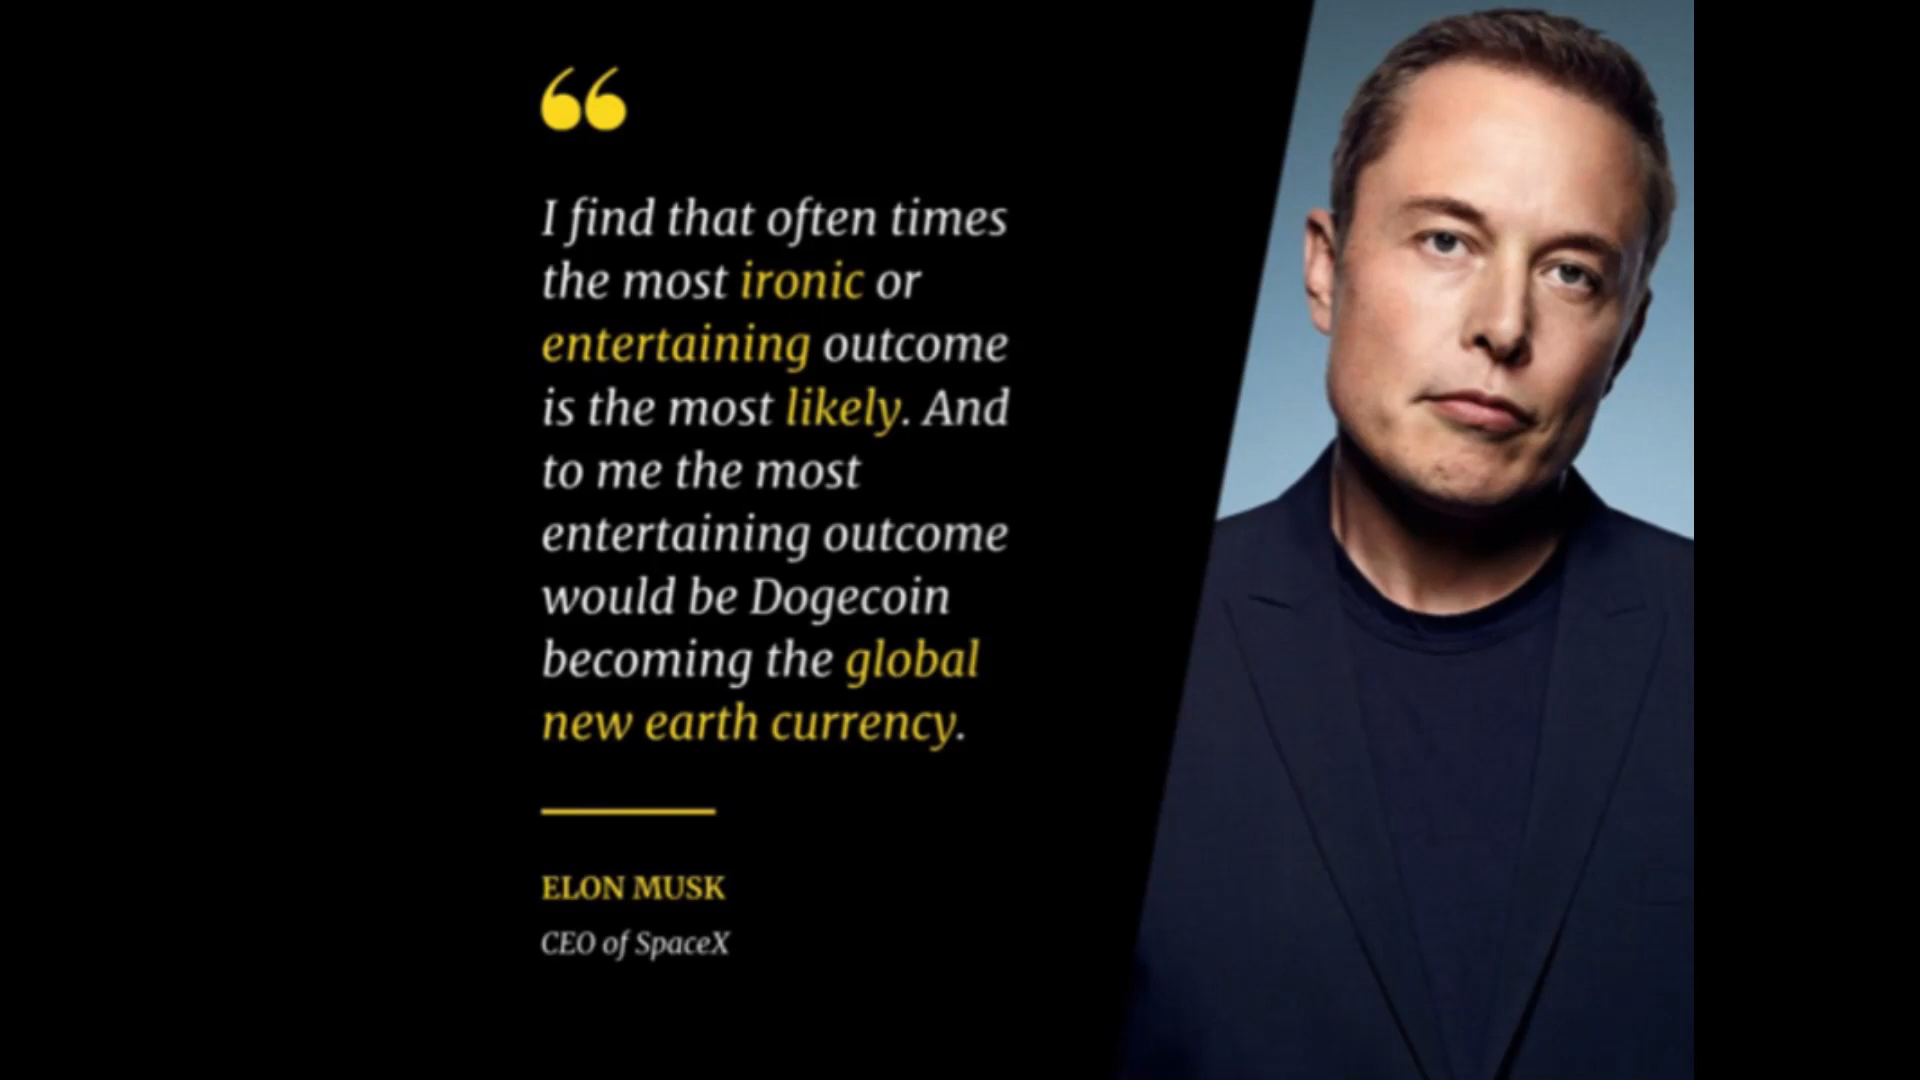 “
I find that often times
the most ironic or
entertaining outcome
is the most likely. And
to me the most
entertaining outcome
would be Dogecoin
becoming the global
new earth currency.
ELON MUSK
CEO of SpaceX